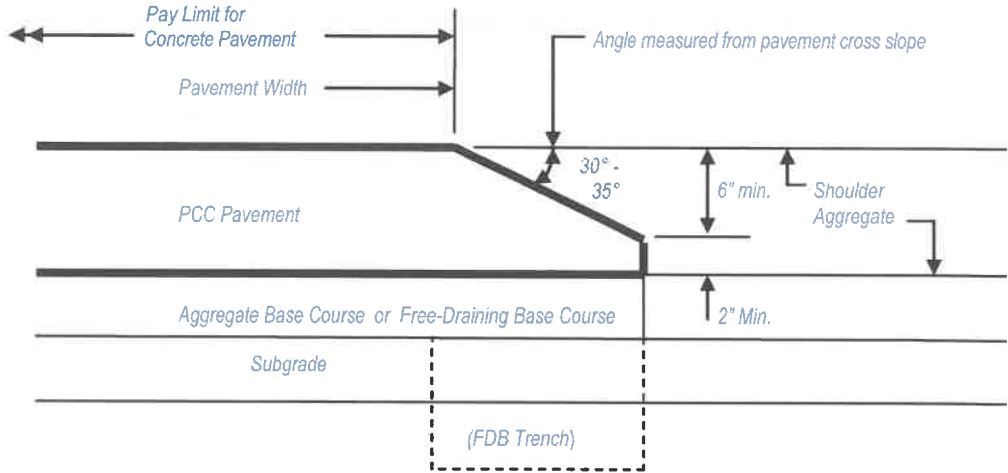 Pay Limit for
Concrete Pavement
Angle measured from pavement cross slope
Pavement Width
30° -
35°
6" min.
Shoulder
Aggregate
PCC Pavement
Aggregate Base Course or Free-Draining Base Course
2" Min.
Subgrade
(FDB Trench)